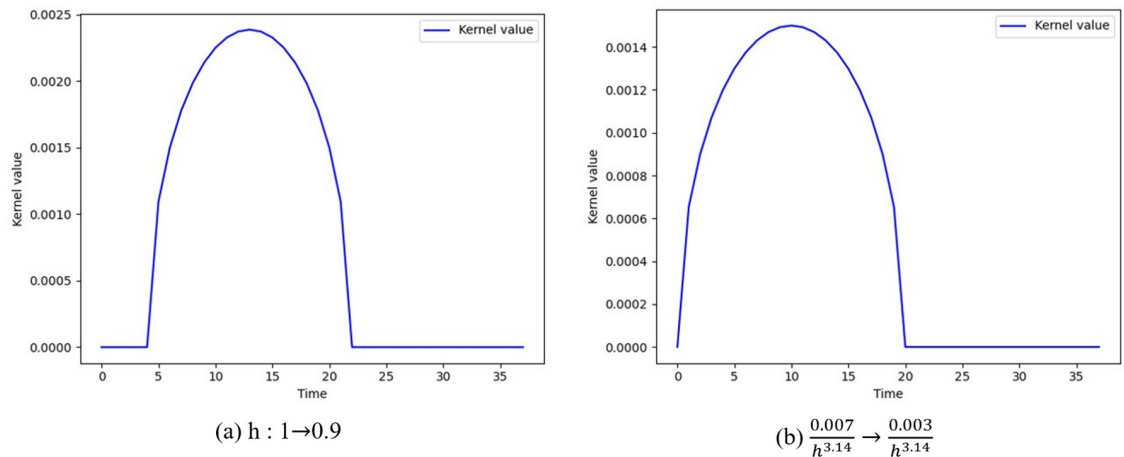 0.0025
0.0020
0.0015
0.0010
0.0005
0.0000
Kernel value
Kernel value
0 5 10 15 20 25 30 35
Time
(a) h : 1→0.9
0.0014
0.0012
0.0010
0.0008
0.0006
0.0004
0.0002
0.0000
Kernel value
Kernel value
0 5 10 15 20 25 30 35
Time
(b) 0.007/h^3.14 → 0.003/h^3.14